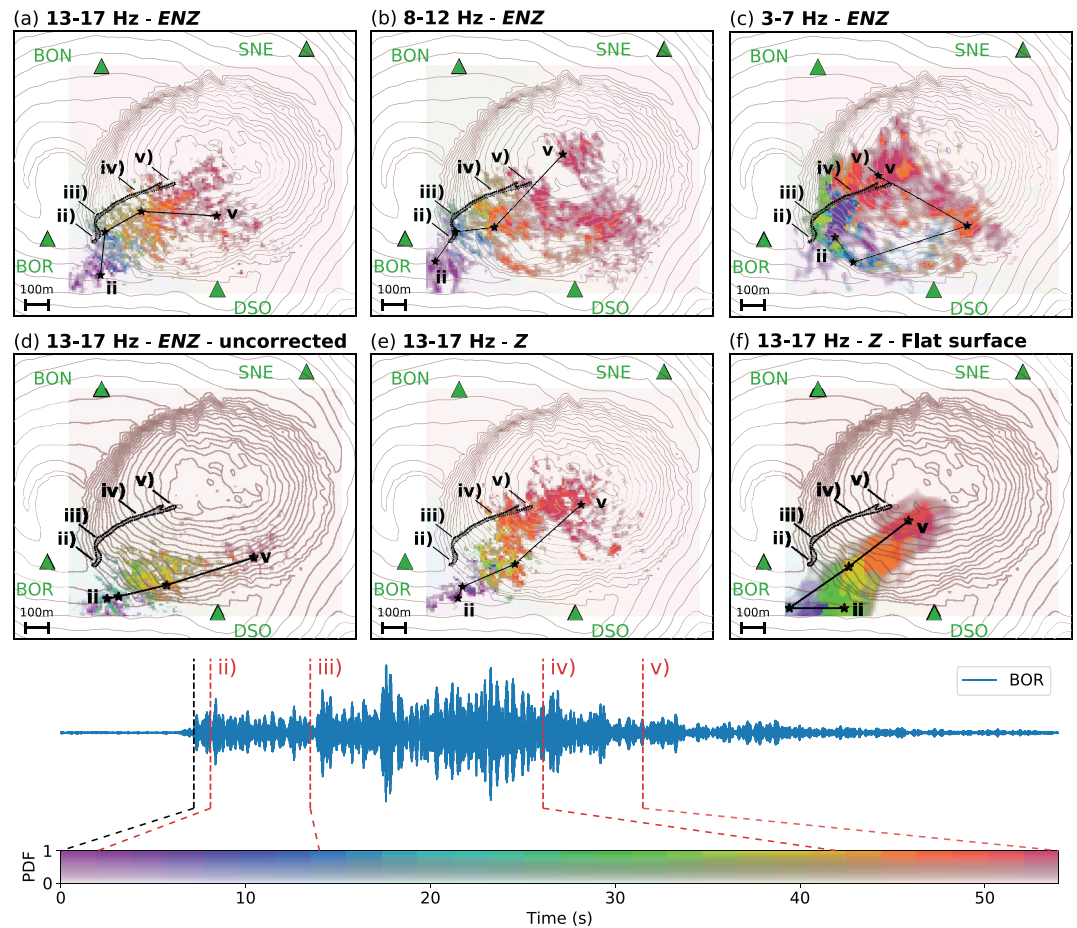 (a) 13-17 Hz - ENZ
(b) 8-12 Hz - ENZ
(c) 3-7 Hz - ENZ
BON
SNE
iv)
v)
iii)
ii)
v
ii
BOR
DSO
100m
BON
SNE
iv)
v)
iii)
ii)
v
ii
BOR
DSO
100m
BON
SNE
iv)
v)
iii)
ii)
v
ii
BOR
DSO
100m
(d) 13-17 Hz - ENZ - uncorrected
(e) 13-17 Hz - Z
(f) 13-17 Hz - Z - Flat surface
BON
SNE
iv)
v)
iii)
ii)
v
ii
BOR
DSO
100m
BON
SNE
iv)
v)
iii)
ii)
v
ii
BOR
DSO
100m
BON
SNE
iv)
v)
iii)
ii)
v
ii
BOR
DSO
100m
ii)
iii)
iv)
v)
BOR
PDF
1
0
0
10
20
30
40
50
Time (s)